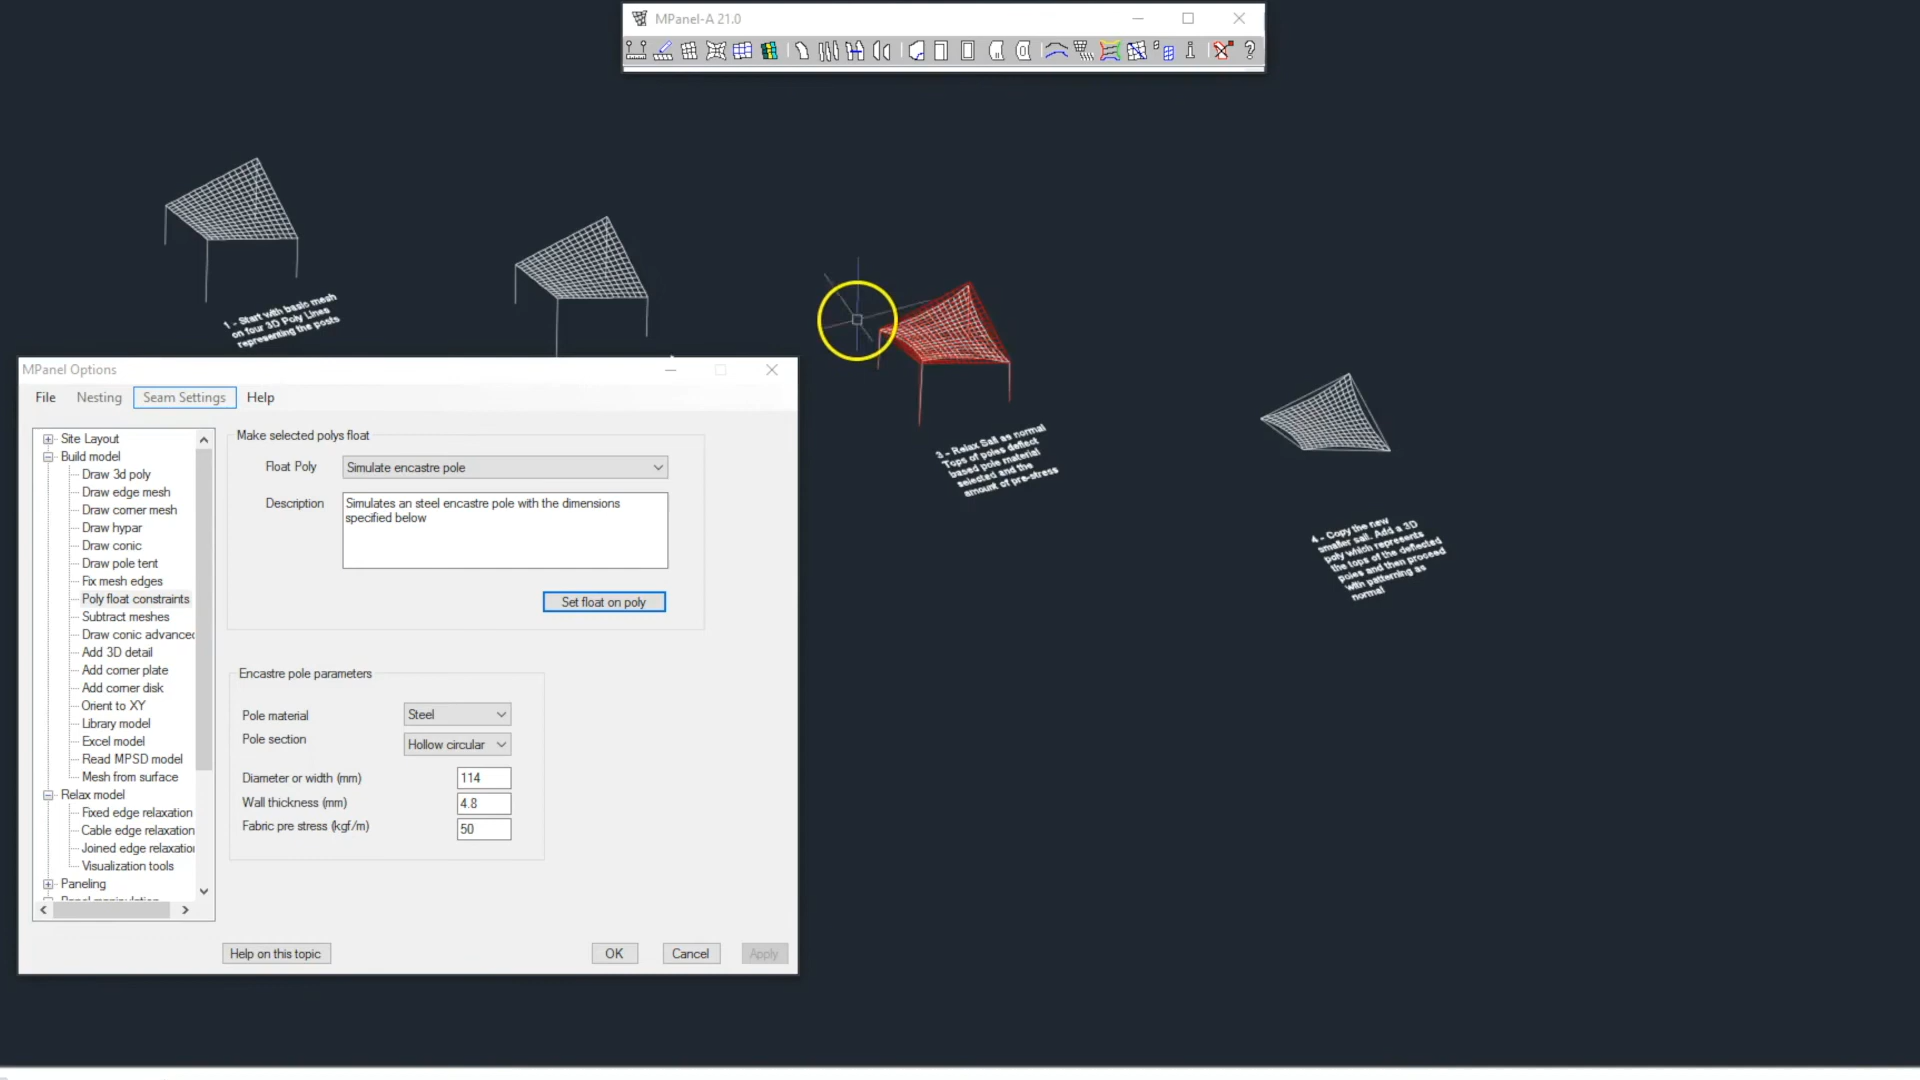 MPanel-A 21.0
1 - Start with basic mesh
on four 3D Poly Lines
representing the posts
3 - Relax Sail as normal
Tops of poles deflect
based pole material
selected and the
amount of pre-stress
4 - Copy the new
smaller sail. Add a 3D
poly which represents
the tops of the deflected
poles and then proceed
with patterning as
normal
MPanel Options
File Nesting Seam Settings Help
Site Layout
Build model
Draw 3d poly
Draw edge mesh
Draw corner mesh
Draw hypar
Draw conic
Draw pole tent
Fix mesh edges
Poly float constraints
Subtract meshes
Draw conic advanced
Add 3D detail
Add corner plate
Add corner disk
Orient to XY
Library model
Excel model
Read MPSD model
Mesh from surface
Relax model
Fixed edge relaxation
Cable edge relaxation
Joined edge relaxation
Visualization tools
Paneling
Panel manipulation
Make selected polys float
Float Poly Simulate encastre pole
Description Simulates an steel encastre pole with the dimensions
specified below
Set float on poly
Encastre pole parameters
Pole material Steel
Pole section Hollow circular
Diameter or width (mm) 114
Wall thickness (mm) 4.8
Fabric pre stress (kgf/m) 50
Help on this topic OK Cancel Apply